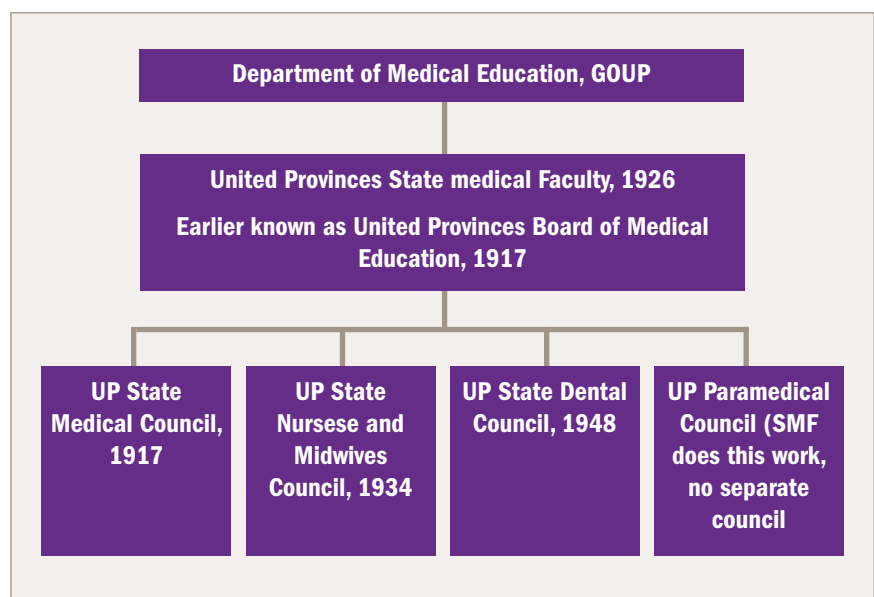 Department of Medical Education, GOUP
United Provinces State medical Faculty, 1926
Earlier known as United Provinces Board of Medical
Education, 1917
UP State
Medical Council,
1917
UP State
Nursese and
Midwives
Council, 1934
UP State Dental
Council, 1948
UP Paramedical
Council (SMF
does this work,
no separate
council